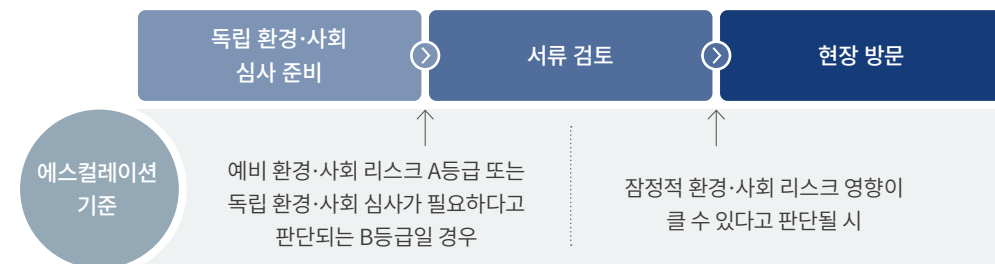 독립 환경·사회
심사 준비
서류 검토
현장 방문
에스컬레이션
기준
예비 환경·사회 리스크 A등급 또는
독립 환경·사회 심사가 필요하다고
판단되는 B등급일 경우
잠정적 환경·사회 리스크 영향이
클 수 있다고 판단될 시